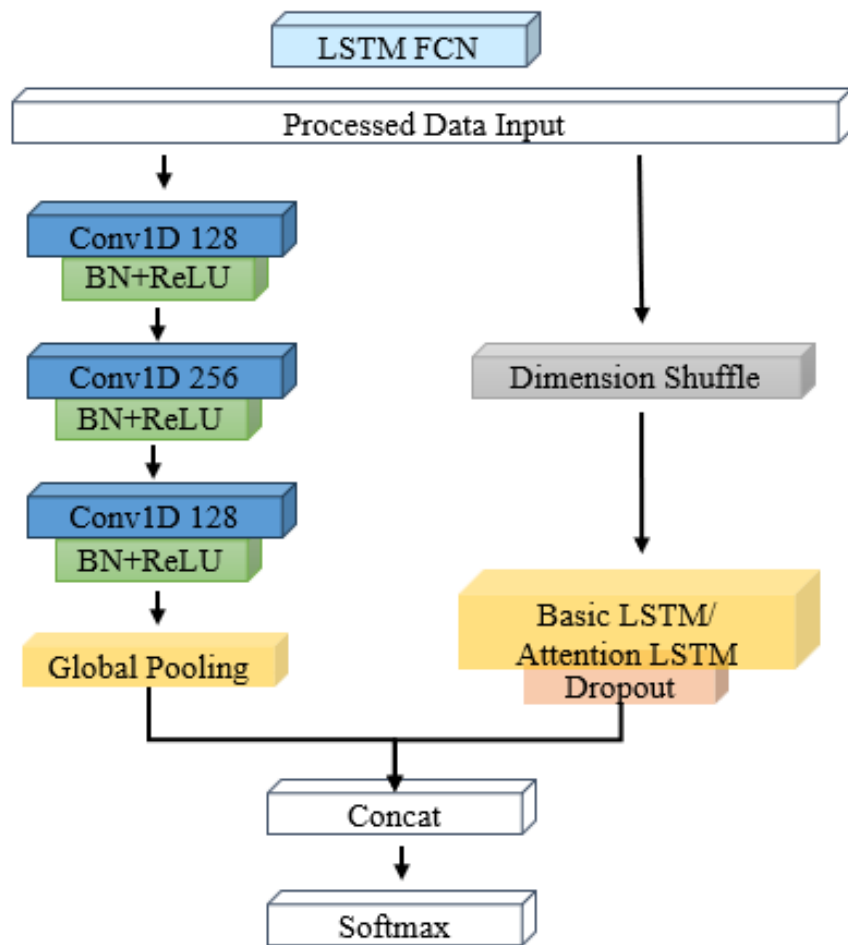 LSTM FCN
Processed Data Input
Conv1D 128
BN+ReLU
Conv1D 256
BN+ReLU
Conv1D 128
BN+ReLU
Global Pooling
Dimension Shuffle
Basic LSTM/
Attention LSTM
Dropout
Concat
Softmax